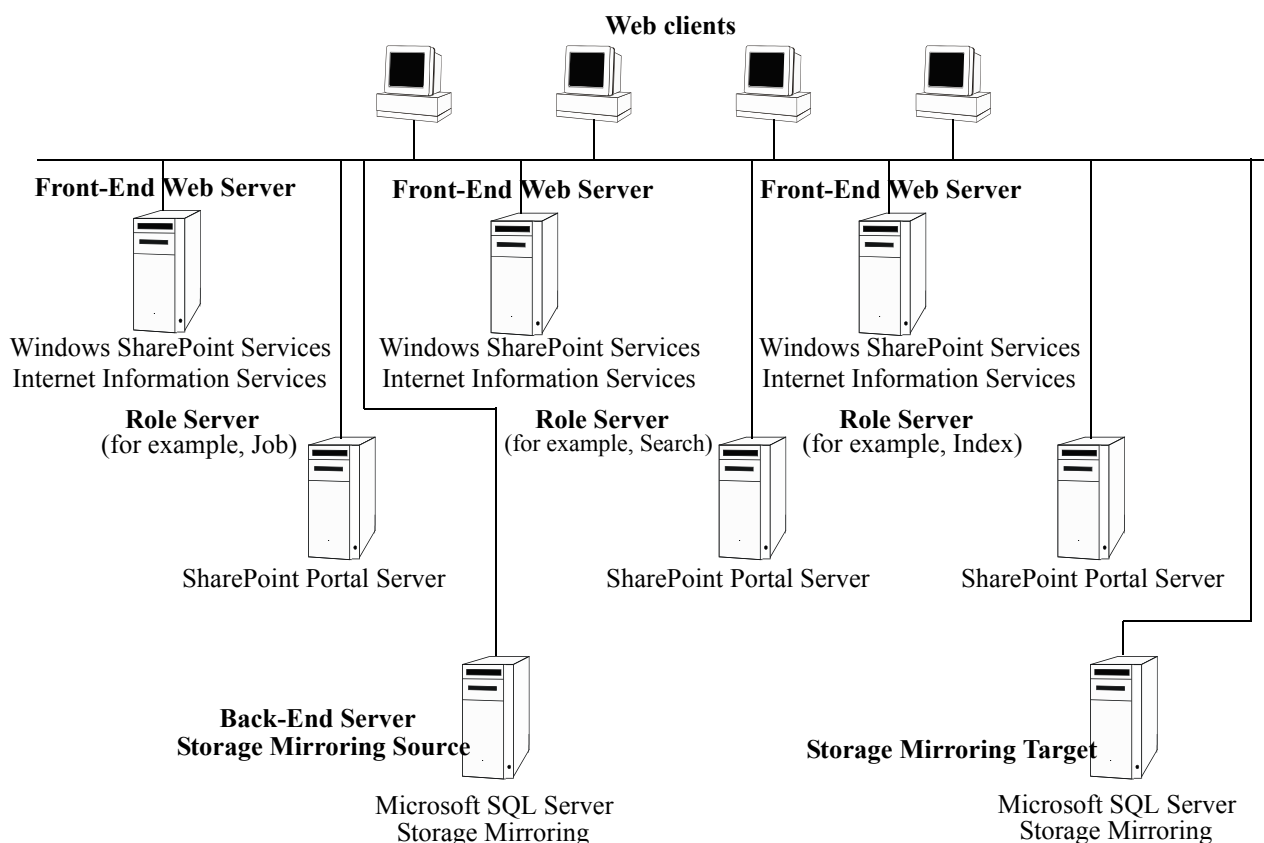 Web clients
Front-End Web Server
Front-End Web Server
Front-End Web Server
Windows SharePoint Services
Internet Information Services
Windows SharePoint Services
Internet Information Services
Windows SharePoint Services
Internet Information Services
Role Server
(for example, Job)
Role Server
(for example, Search)
Role Server
(for example, Index)
SharePoint Portal Server
SharePoint Portal Server
SharePoint Portal Server
Back-End Server
Storage Mirroring Source
Storage Mirroring Target
Microsoft SQL Server
Storage Mirroring
Microsoft SQL Server
Storage Mirroring